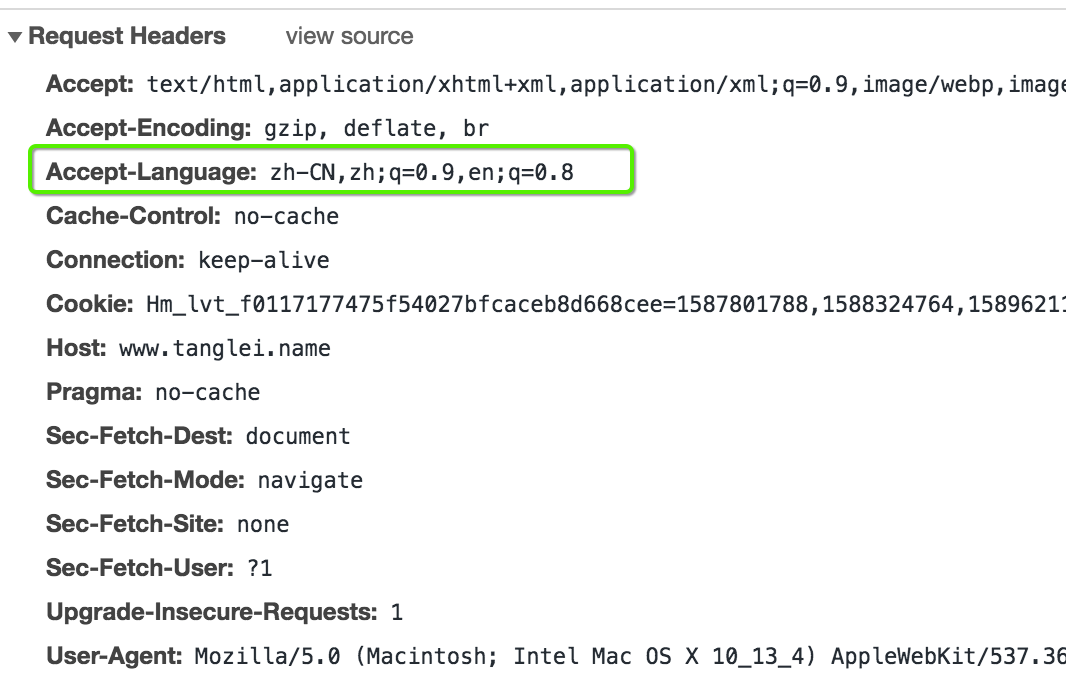 Request Headers view source
Accept: text/html,application/xhtml+xml,application/xml;q=0.9,image/webp,image
Accept-Encoding: gzip, deflate, br
Accept-Language: zh-CN,zh;q=0.9,en;q=0.8
Cache-Control: no-cache
Connection: keep-alive
Cookie: Hm_lvt_f0117177475f54027bfcaceb8d668cee=1587801788,1588324764,15896211
Host: www.tanglei.name
Pragma: no-cache
Sec-Fetch-Dest: document
Sec-Fetch-Mode: navigate
Sec-Fetch-Site: none
Sec-Fetch-User: ?1
Upgrade-Insecure-Requests: 1
User-Agent: Mozilla/5.0 (Macintosh; Intel Mac OS X 10_13_4) AppleWebKit/537.36